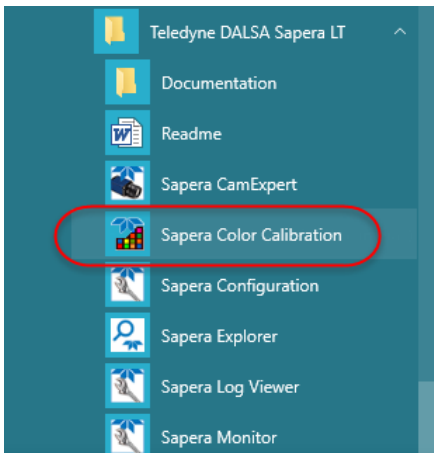 Teledyne DALSA Sapera LT
Documentation
Readme
Sapera CamExpert
Sapera Color Calibration
Sapera Configuration
Sapera Explorer
Sapera Log Viewer
Sapera Monitor